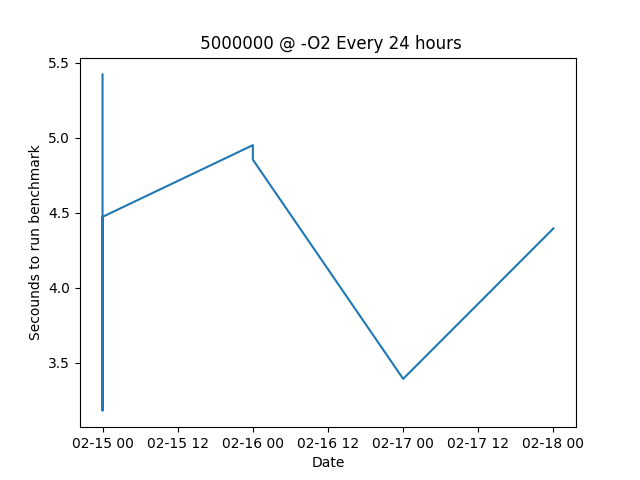 5000000 @ -O2 Every 24 hours
5.5
5.0
4.5
4.0
3.5
Secounds to run benchmark
02-15 00 02-15 12 02-16 00 02-16 12 02-17 00 02-17 12 02-18 00
Date